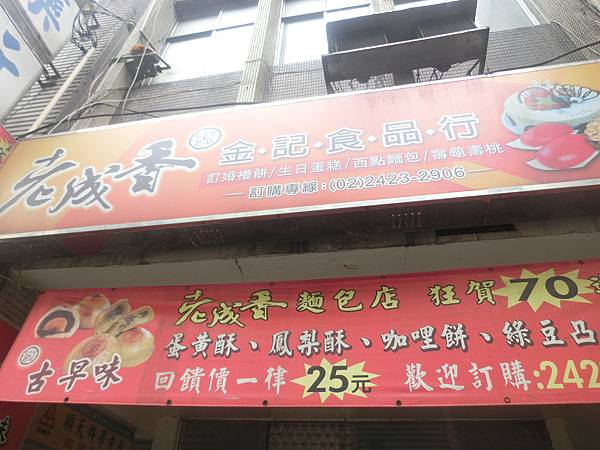 老成香
金記食品行
訂婚禮餅/生日蛋糕/西點麵包/壽龜壽桃
訂購專線:(02)2423-2906
老成香 麵包店 狂賀70
蛋黃酥、鳳梨酥、咖哩餅、綠豆凸
古早味
回饋價一律 25元 歡迎訂購:242